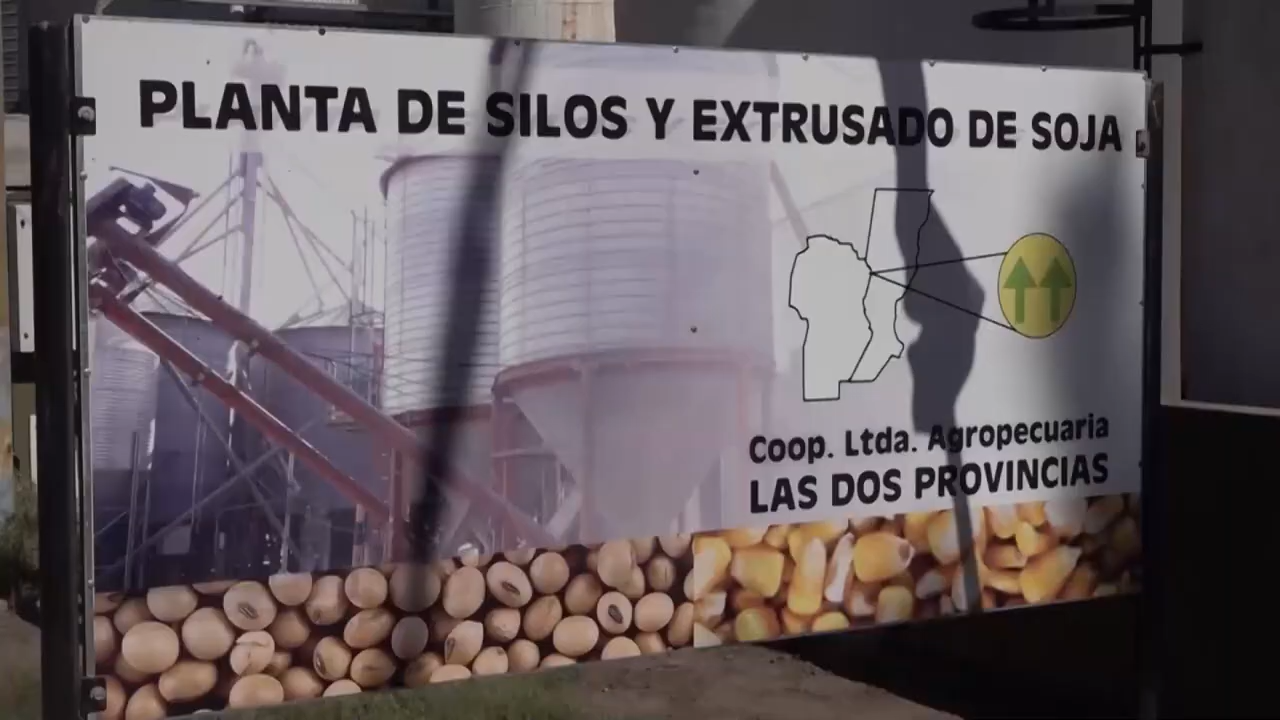 PLANTA DE SILOS Y EXTRUSADO DE SOJA
Coop. Ltda. Agropecuaria
LAS DOS PROVINCIAS